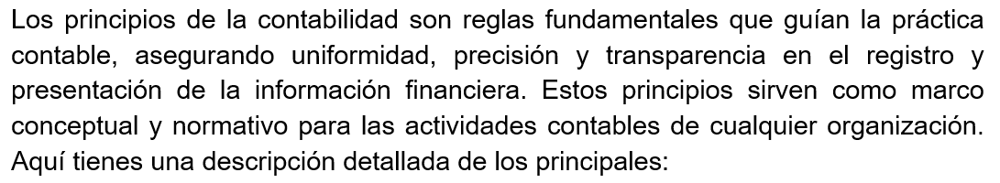 Los principios de la contabilidad son reglas fundamentales que guían la práctica
contable, asegurando uniformidad, precisión y transparencia en el registro y
presentación de la información financiera. Estos principios sirven como marco
conceptual y normativo para las actividades contables de cualquier organización.
Aquí tienes una descripción detallada de los principales: